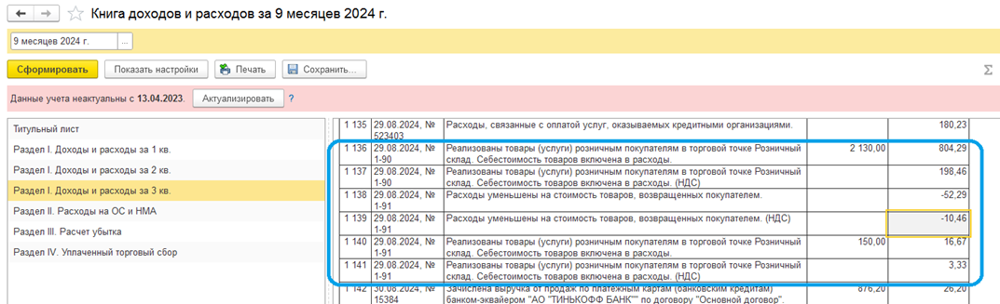 Книга доходов и расходов за 9 месяцев 2024 г.
9 месяцев 2024 г. ...
Сформировать Показать настройки Печать Сохранить...
Данные учета неактуальны с 13.04.2023. Актуализировать ?
Титульный лист
Раздел I. Доходы и расходы за 1 кв.
Раздел I. Доходы и расходы за 2 кв.
Раздел I. Доходы и расходы за 3 кв.
Раздел II. Расходы на ОС и НМА
Раздел III. Расчет убытка
Раздел IV. Уплаченный торговый сбор
1 135 29.08.2024, № Расходы, связанные с оплатой услуг, оказываемых кредитными организациями. 180,23
523403
1 136 29.08.2024, № Реализованы товары (услуги) розничным покупателям в торговой точке Розничный 2 130,00 804,29
1-90 склад. Себестоимость товаров включена в расходы.
1 137 29.08.2024, № Реализованы товары (услуги) розничным покупателям в торговой точке Розничный 198,46
1-90 склад. Себестоимость товаров включена в расходы. (НДС)
1 138 29.08.2024, № Расходы уменьшены на стоимость товаров, возвращенных покупателем. -52,29
1-91
1 139 29.08.2024, № Расходы уменьшены на стоимость товаров, возвращенных покупателем. (НДС) -10,46
1-91
1 140 29.08.2024, № Реализованы товары (услуги) розничным покупателям в торговой точке Розничный 150,00 16,67
1-91 склад. Себестоимость товаров включена в расходы.
1 141 29.08.2024, № Реализованы товары (услуги) розничным покупателям в торговой точке Розничный 3,33
1-91 склад. Себестоимость товаров включена в расходы. (НДС)
1 142 30.08.2024, № Зачислена выручка от продаж по платежным картам (банковским кредитам) 876,20 26,20
15384 банком-эквайером "АО "ТИНЬКОФФ БАНК"" по договору "Основной договор".